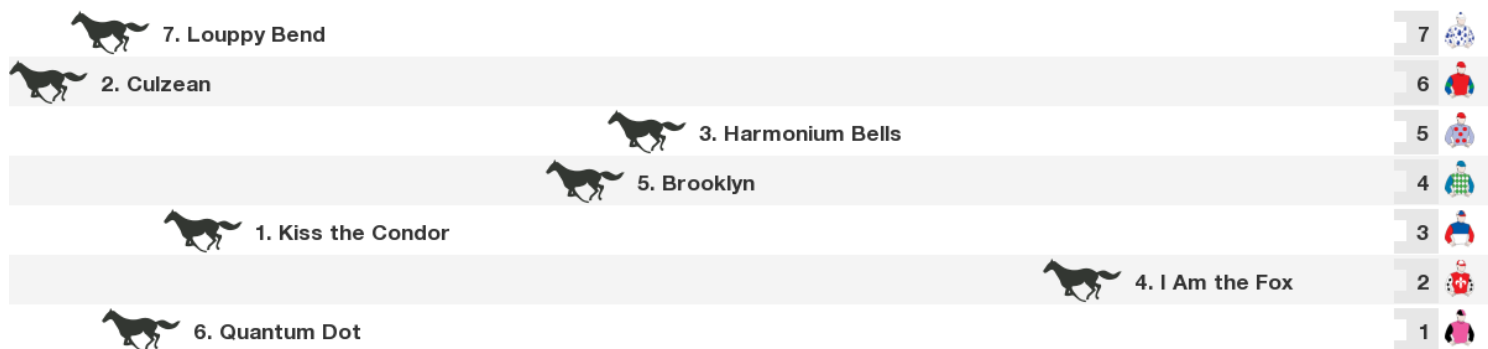 7. Louppy Bend 7
2. Culzean 6
3. Harmonium Bells 5
5. Brooklyn 4
1. Kiss the Condor 3
4. I Am the Fox 2
6. Quantum Dot 1